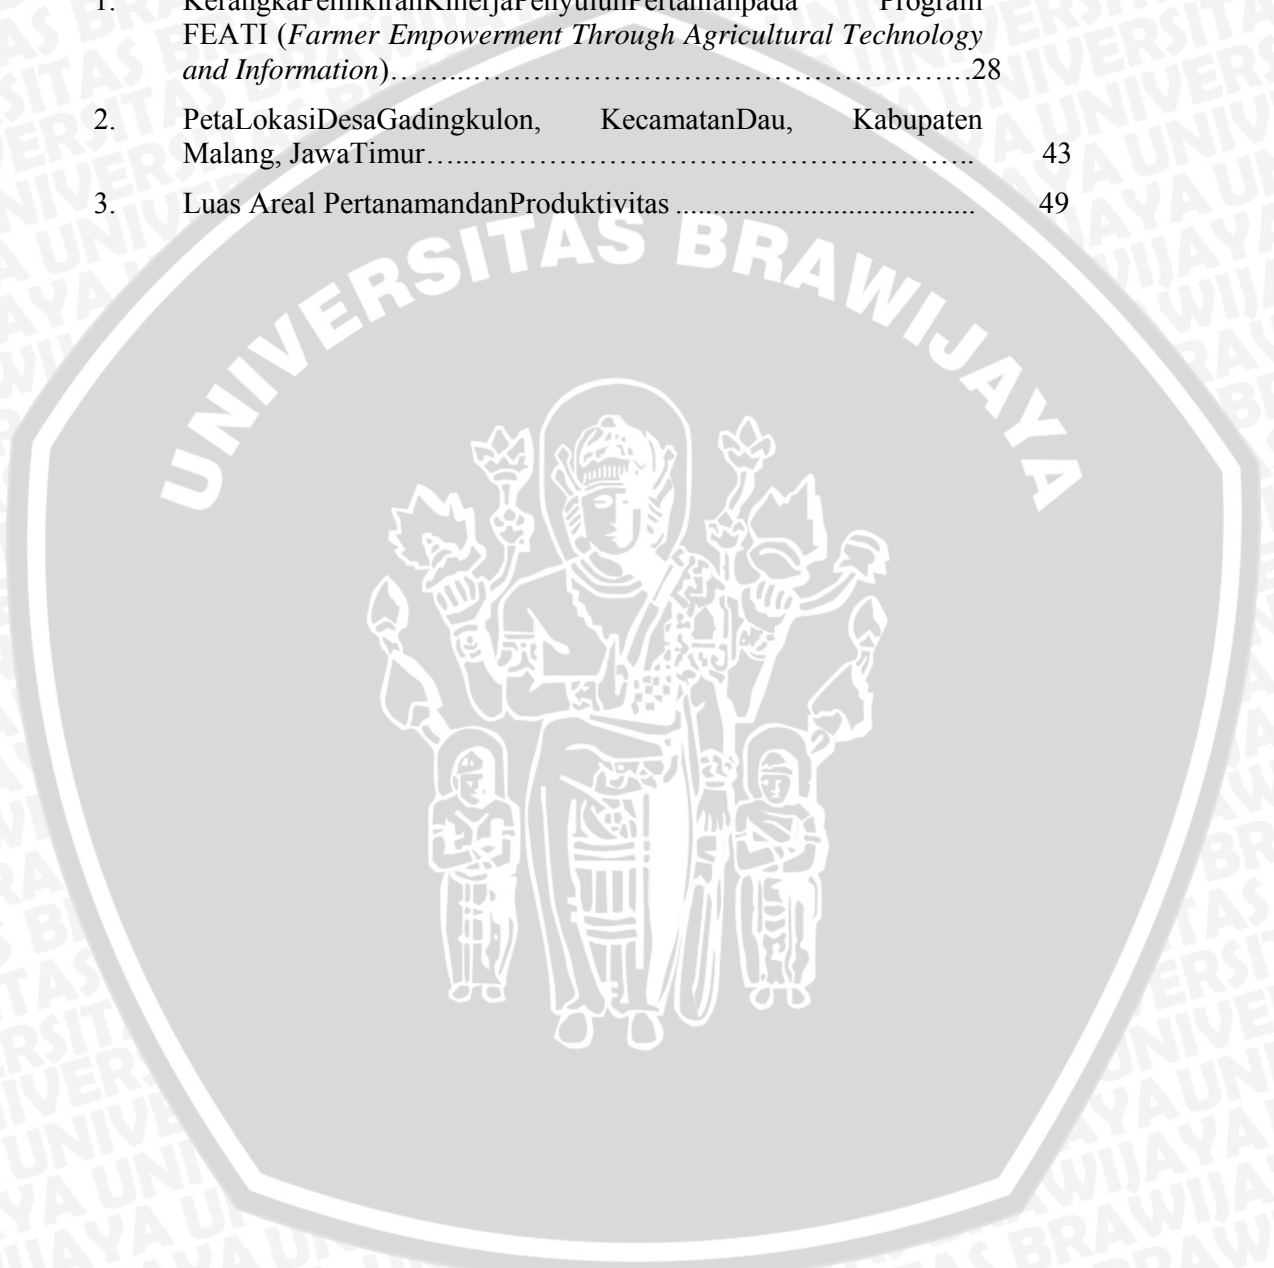 1. KerangkaPemikiranKinerjaPenyuluhPertanianpada Program
FEATI (Farmer Empowerment Through Agricultural Technology
and Information)……...……………………………………………….28
2. PetaLokasiDesaGadingkulon, KecamatanDau, Kabupaten
Malang, JawaTimur…...…………………………………………….. 43
3. Luas Areal PertanamandanProduktivitas ........................................ 49
UNIVERSITAS BRAWIJAYA